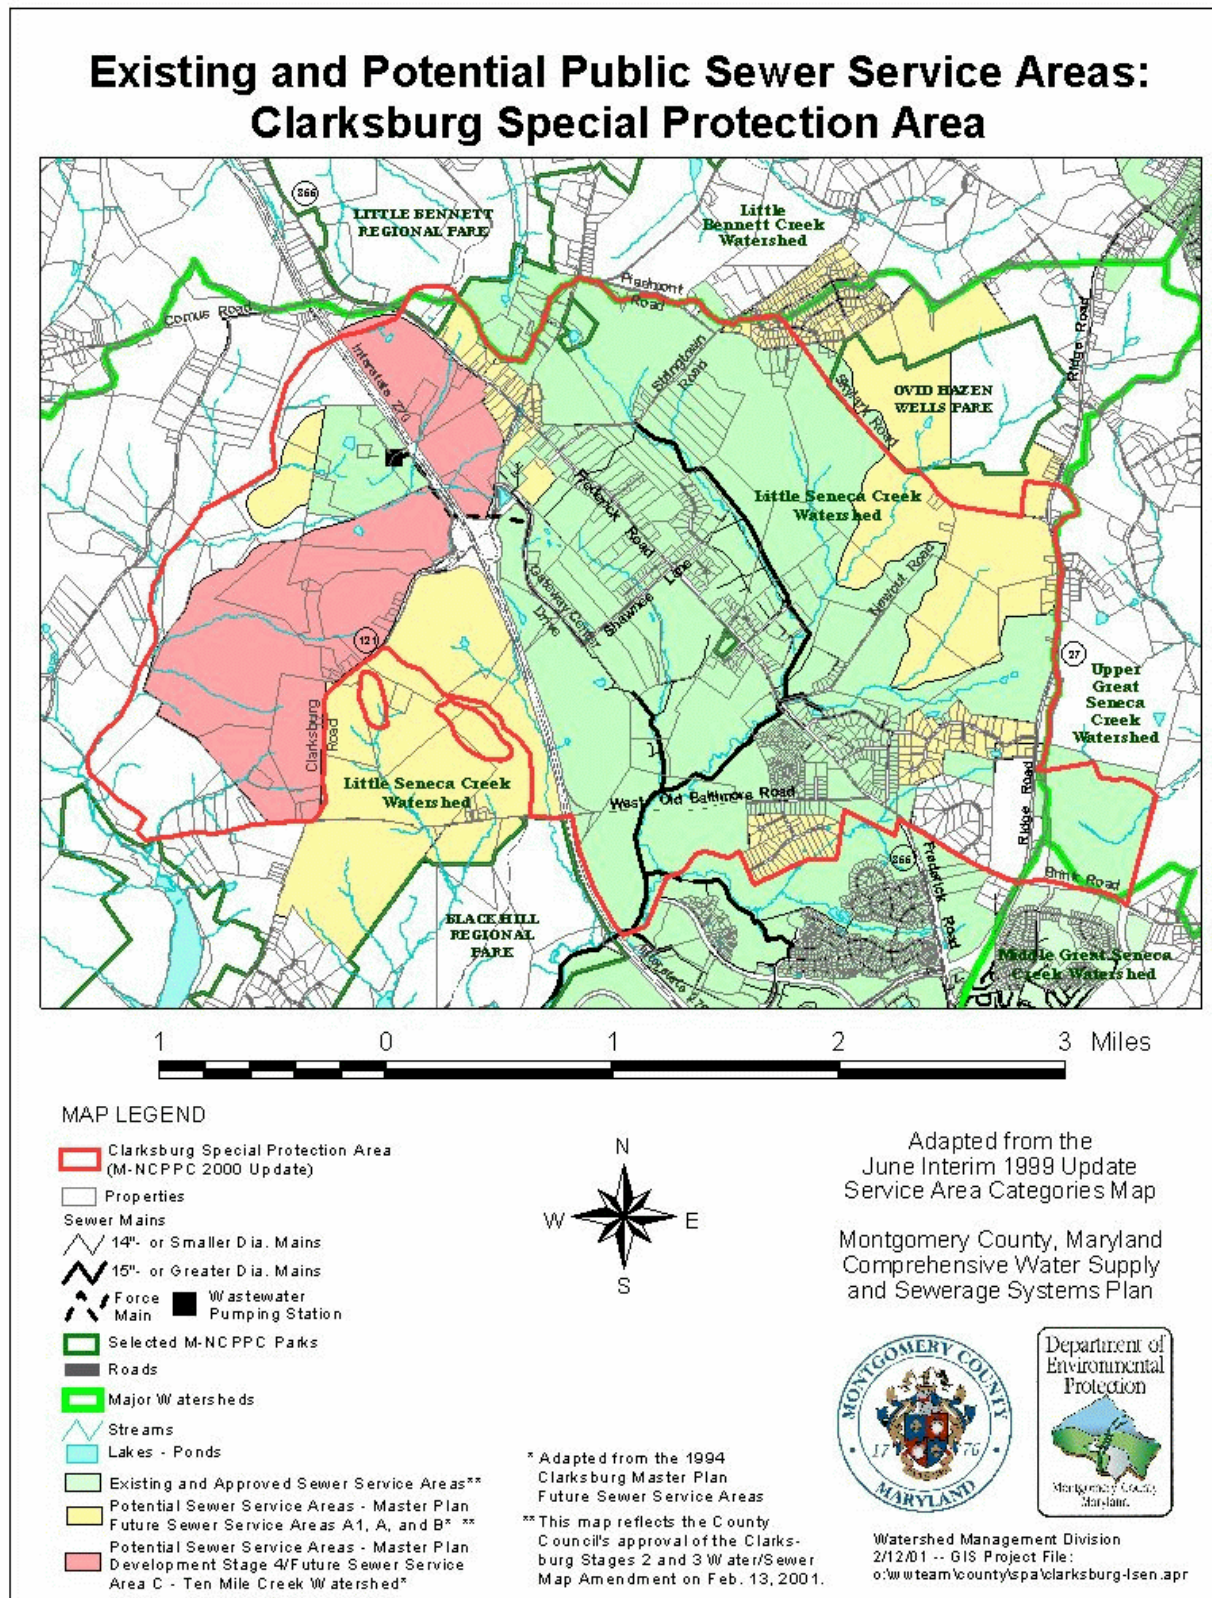 Existing and Potential Public Sewer Service Areas:
Clarksburg Special Protection Area
355
LITTLE BENNETT
REGIONAL PARK
Little
Bennett Creek
Watershed
Piedmont
Road
Comus Road
Interstate 270
Stringtown
Road
Skylark Road
Ridge Road
OVID HAZEN
WELLS PARK
Frederick Road
Little Seneca Creek
Watershed
Gateway Center
Drive
Shawnee Lane
Newcut Road
121
27
Upper
Great
Seneca
Creek
Watershed
Clarksburg
Road
Little Seneca Creek
Watershed
West Old Baltimore Road
Ridge Road
355
Frederick Road
Brink Road
BLACK HILL
REGIONAL
PARK
Interstate 270
Middle Great Seneca
Creek Watershed
1 0 1 2 3 Miles
MAP LEGEND
Clarksburg Special Protection Area
(M-NCPPC 2000 Update)
Properties
Sewer Mains
14"- or Smaller Dia. Mains
15"- or Greater Dia. Mains
Force
Main
Wastewater
Pumping Station
Selected M-NCPPC Parks
Roads
Major Watersheds
Streams
Lakes - Ponds
Existing and Approved Sewer Service Areas**
Potential Sewer Service Areas - Master Plan
Future Sewer Service Areas A1, A, and B* **
Potential Sewer Service Areas - Master Plan
Development Stage 4/Future Sewer Service
Area C - Ten Mile Creek Watershed*
N
W E
S
* Adapted from the 1994
Clarksburg Master Plan
Future Sewer Service Areas
** This map reflects the County
Council's approval of the Clarks-
burg Stages 2 and 3 Water/Sewer
Map Amendment on Feb. 13, 2001.
Adapted from the
June Interim 1999 Update
Service Area Categories Map
Montgomery County, Maryland
Comprehensive Water Supply
and Sewerage Systems Plan
MONTGOMERY COUNTY
17 76
MARYLAND
Department of
Environmental
Protection
Montgomery County
Maryland
Watershed Management Division
2/12/01 -- GIS Project File:
o:\wwteam\county\spa\clarksburg-lsen.apr